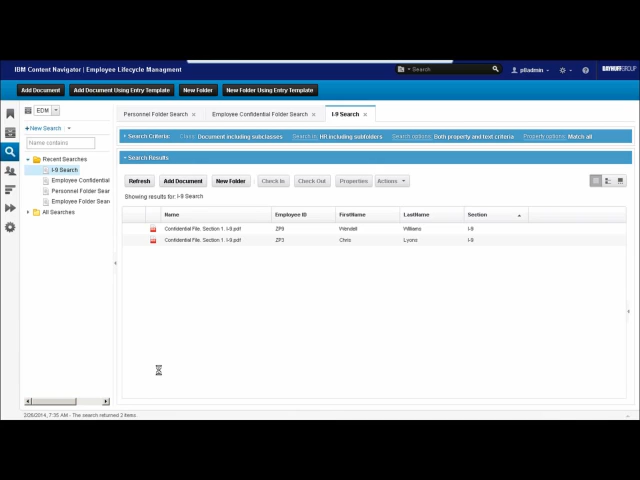 IBM Content Navigator | Employee Lifecycle Managment
Search
p8admin
RAYMUFFGROUP
Add Document
Add Document Using Entry Template
New Folder
New Folder Using Entry Template
EDM
Personnel Folder Search
Employee Confidential Folder Search
I-9 Search
+New Search
Name contains
Search Criteria: Class: Document including subclasses Search in: HR including subfolders Search options: Both property and text criteria Property options: Match all
Recent Searches
Search Results
I-9 Search
Employee Confidential
Personnel Folder Sear
Employee Folder Sear
All Searches
Refresh
Add Document
New Folder
Check In
Check Out
Properties
Actions
Showing results for: I-9 Search
Name Employee ID FirstName LastName Section
Confidential File. Section 1. I-9.pdf ZP9 Wendell Williams I-9
Confidential File. Section 1. I-9.pdf ZP3 Chris Lyons I-9
2/26/2014, 7:35 AM - The search returned 2 items